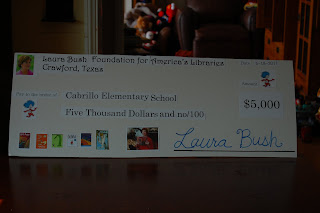 Laura Bush Foundation for America's Libraries
Crawford, Texas
Cabrillo Elementary School
$5,000
Five Thousand Dollars and no/100
Laura Bush